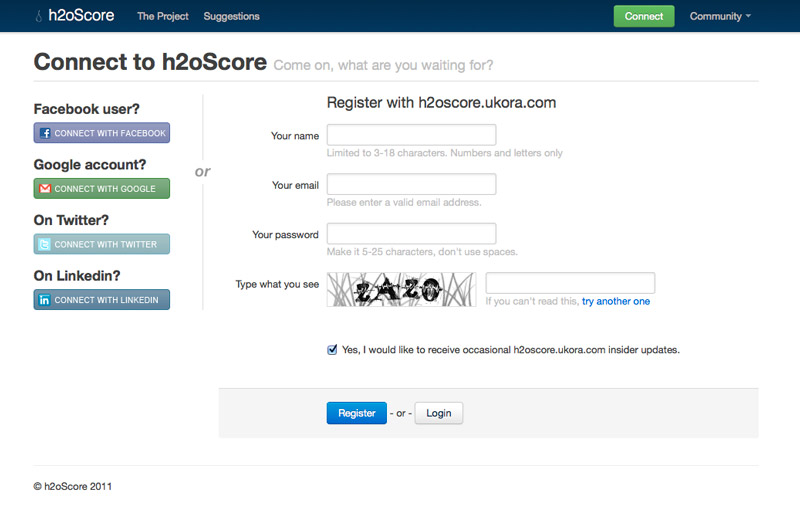 h2oScore The Project Suggestions Connect Community
Connect to h2oScore Come on, what are you waiting for?
Facebook user?
CONNECT WITH FACEBOOK
Google account?
CONNECT WITH GOOGLE
On Twitter?
CONNECT WITH TWITTER
On Linkedin?
in CONNECT WITH LINKEDIN
or
Register with h2oscore.ukora.com
Your name
Limited to 3-18 characters. Numbers and letters only
Your email
Please enter a valid email address.
Your password
Make it 5-25 characters, don't use spaces.
Type what you see
ZAZO
If you can't read this, try another one
Yes, I would like to receive occasional h2oscore.ukora.com insider updates.
Register - or - Login
© h2oScore 2011